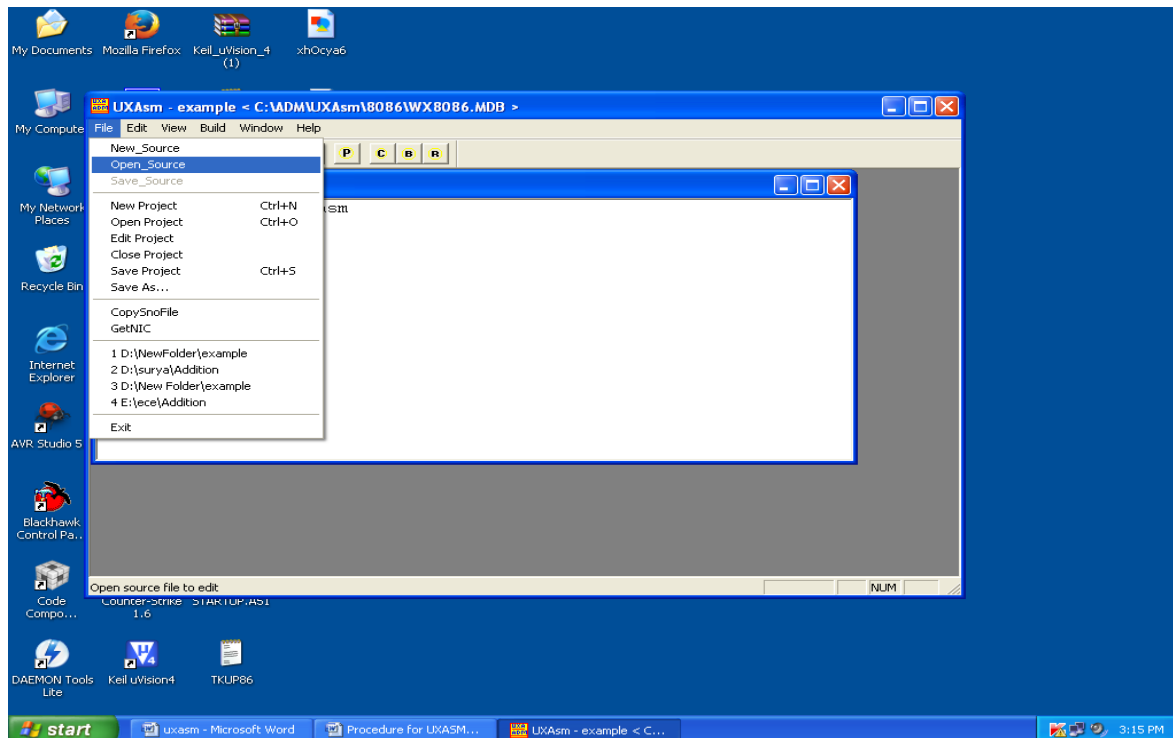 My Documents
Mozilla Firefox
Keil_uVision_4
(1)
xhOcya6
My Compute
My Network
Places
Recycle Bin
Internet
Explorer
AVR Studio 5
Blackhawk
Control Pa..
Code
Compo...
Counter-Strike
1.6
STARTUP.A51
DAEMON Tools
Lite
Keil uVision4
TKUP86
UXAsm - example < C:\ADM\UXAsm\8086\WX8086.MDB >
File Edit View Build Window Help
P C B R
New_Source
Open_Source
Save_Source
New Project Ctrl+N
Open Project Ctrl+O
Edit Project
Close Project
Save Project Ctrl+S
Save As...
CopySnoFile
GetNIC
1 D:\NewFolder\example
2 D:\surya\Addition
3 D:\New Folder\example
4 E:\ece\Addition
Exit
asm
Open source file to edit
NUM
start
uxasm - Microsoft Word
Procedure for UXASM...
UXAsm - example < C...
3:15 PM